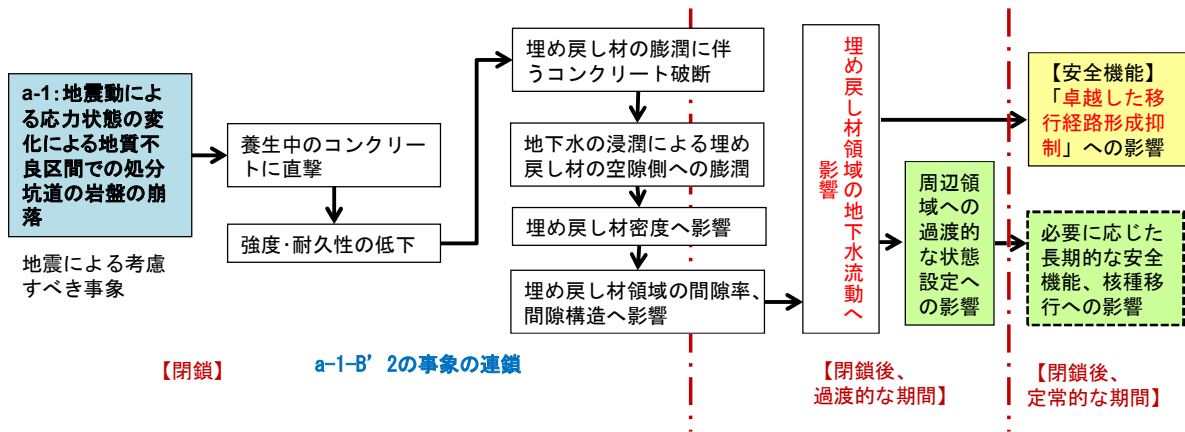 a-1:地震動によ
る応力状態の変
化による地質不
良区間での処分
坑道の岩盤の崩
落
地震による考慮
すべき事象
養生中のコンクリー
トに直撃
強度・耐久性の低下
埋め戻し材の膨潤に伴
うコンクリート破断
地下水の浸潤による埋め
戻し材の空隙側への膨潤
埋め戻し材密度へ影響
埋め戻し材領域の間隙率、
間隙構造へ影響
埋め戻し材領域の地下水流動へ
影響
周辺領
域への
過渡的
な状態
設定へ
の影響
【安全機能】
「卓越した移
行経路形成抑
制」への影響
必要に応じた
長期的な安全
機能、核種移
行への影響
【閉鎖】
a-1-B’2の事象の連鎖
【閉鎖後、
過渡的な期間】
【閉鎖後、
定常的な期間】